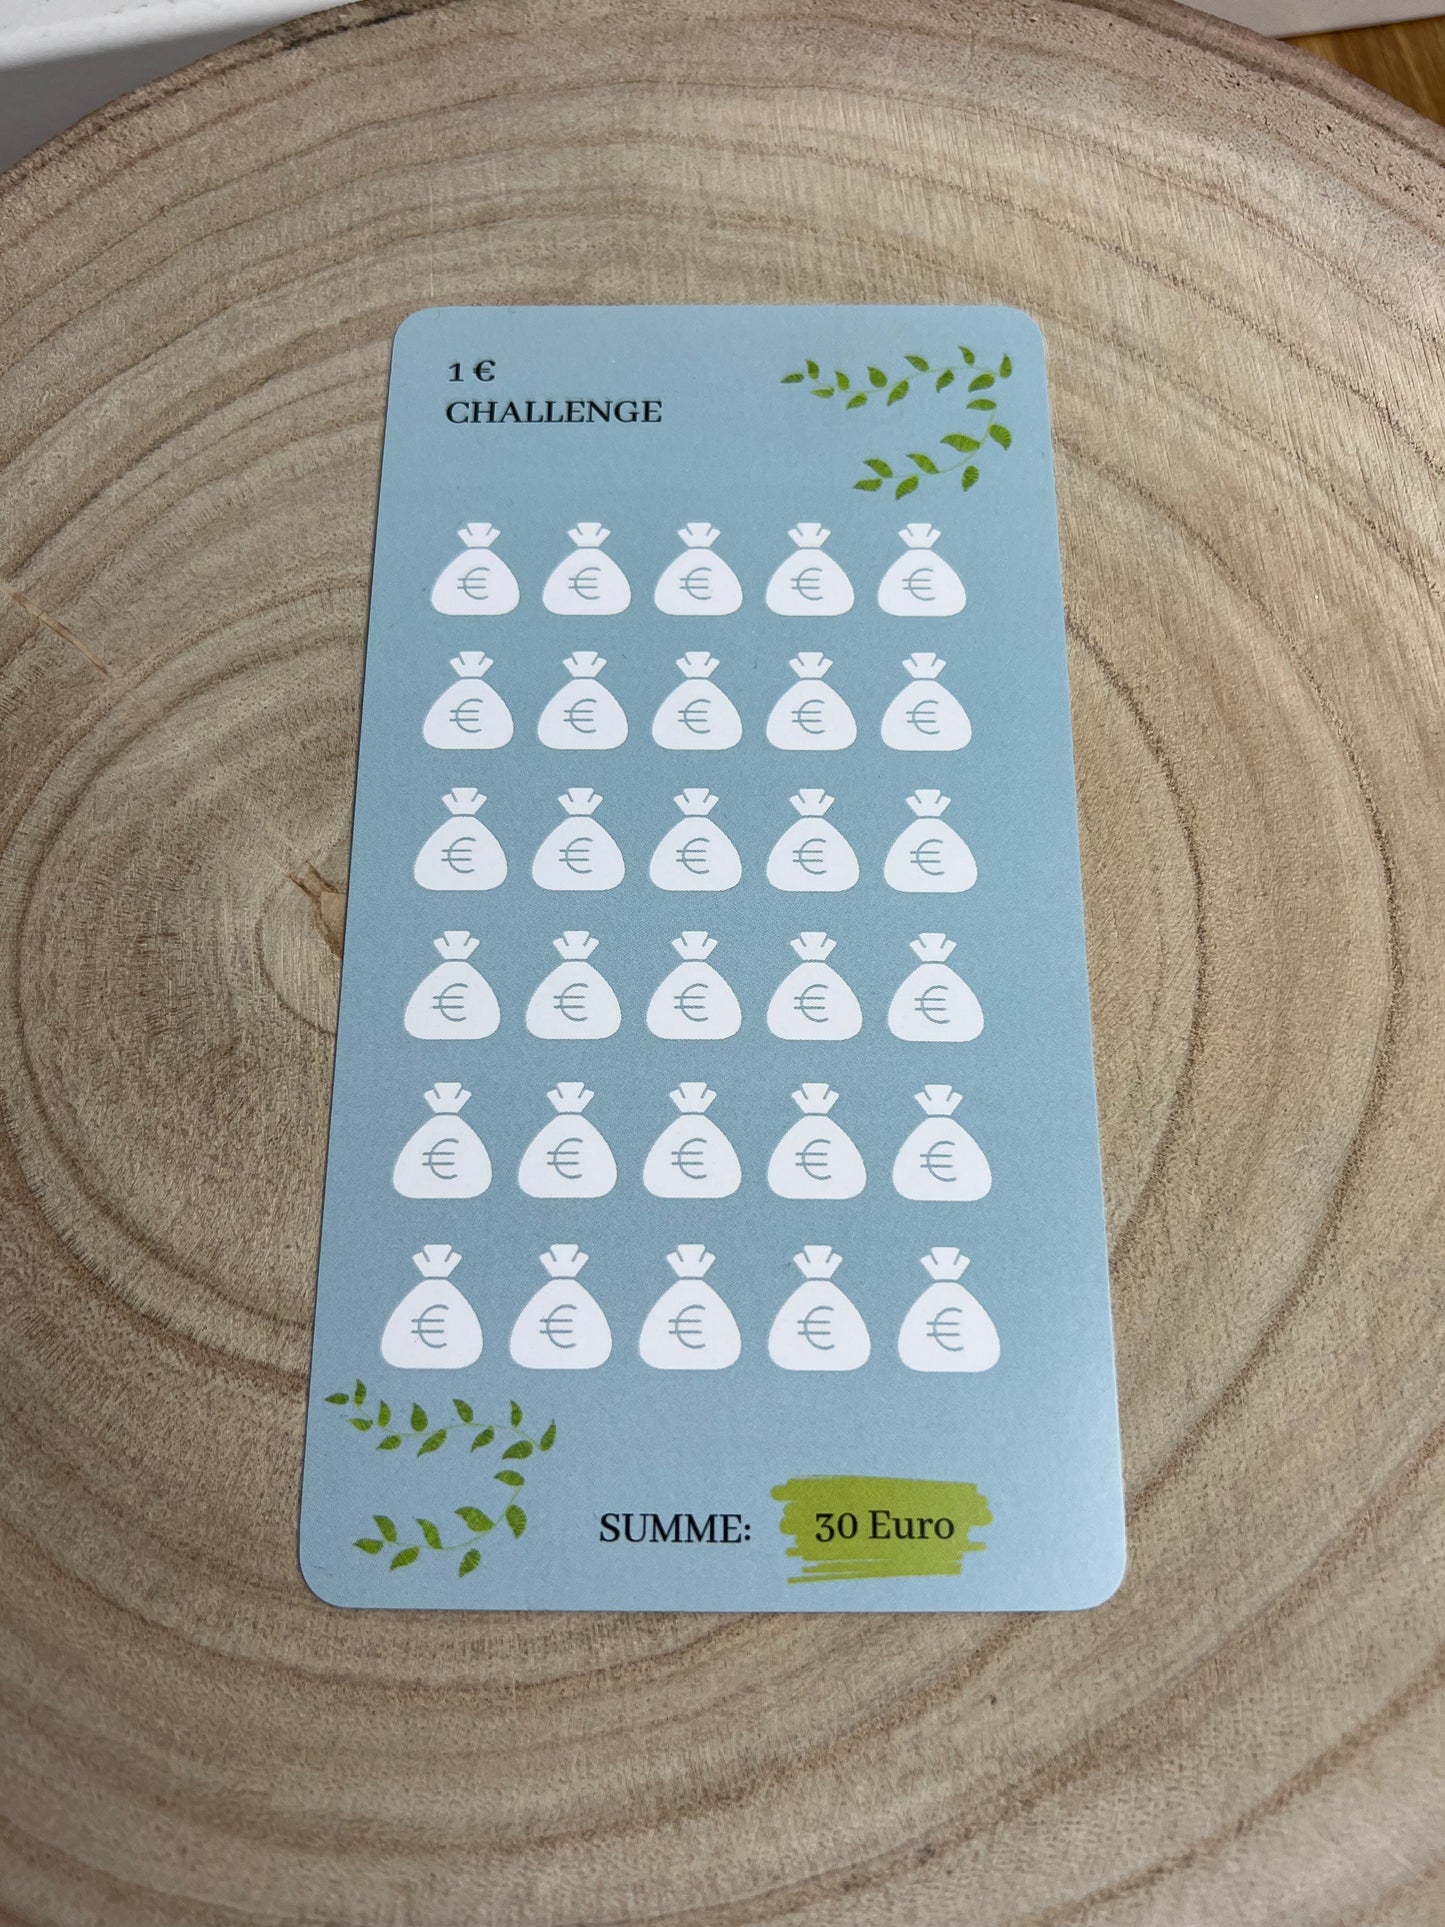 1 €
CHALLENGE
€ € € € €
€ € € € €
€ € € € €
€ € € € €
€ € € € €
€ € € € €
SUMME: 30 Euro